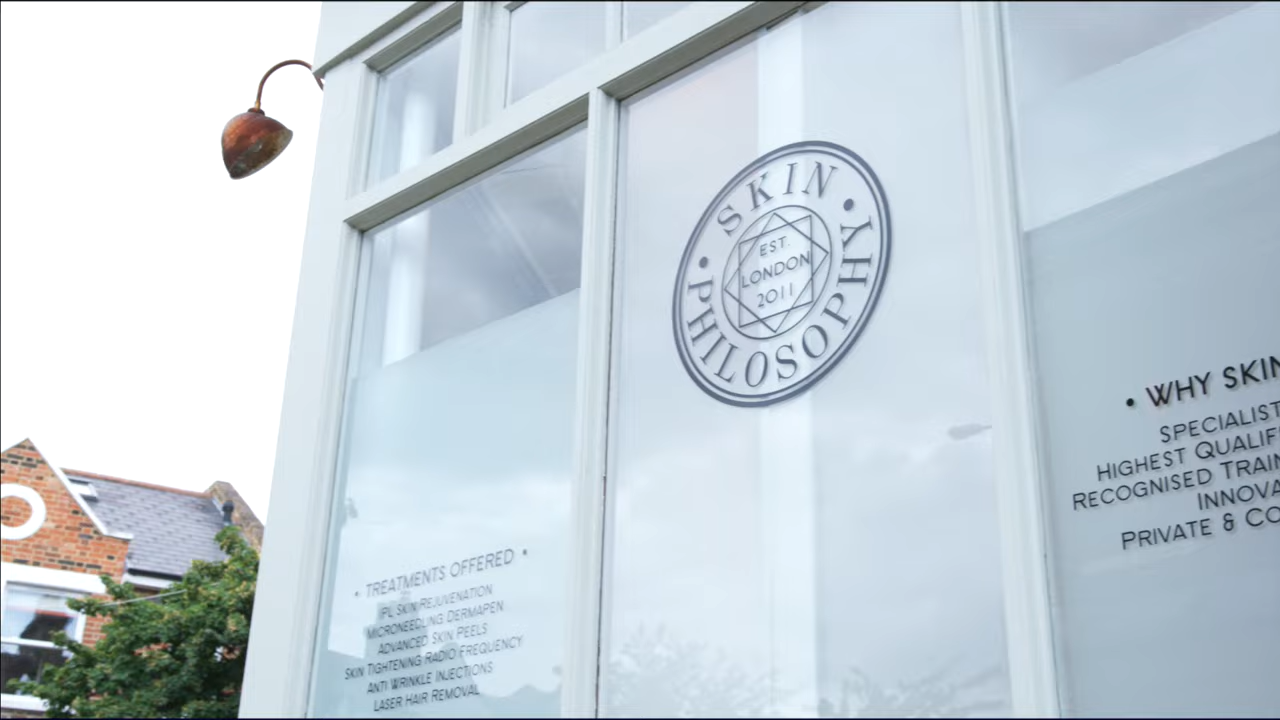 SKIN
PHILOSOPHY
EST.
LONDON
2011
• TREATMENTS OFFERED •
IPL SKIN REJUVENATION
MICRONEEDLING DERMAPEN
ADVANCED SKIN PEELS
SKIN TIGHTENING RADIO FREQUENCY
ANTI WRINKLE INJECTIONS
LASER HAIR REMOVAL
• WHY SKIN
SPECIALIST
HIGHEST QUALIF
RECOGNISED TRAIN
INNOVA
PRIVATE & CO